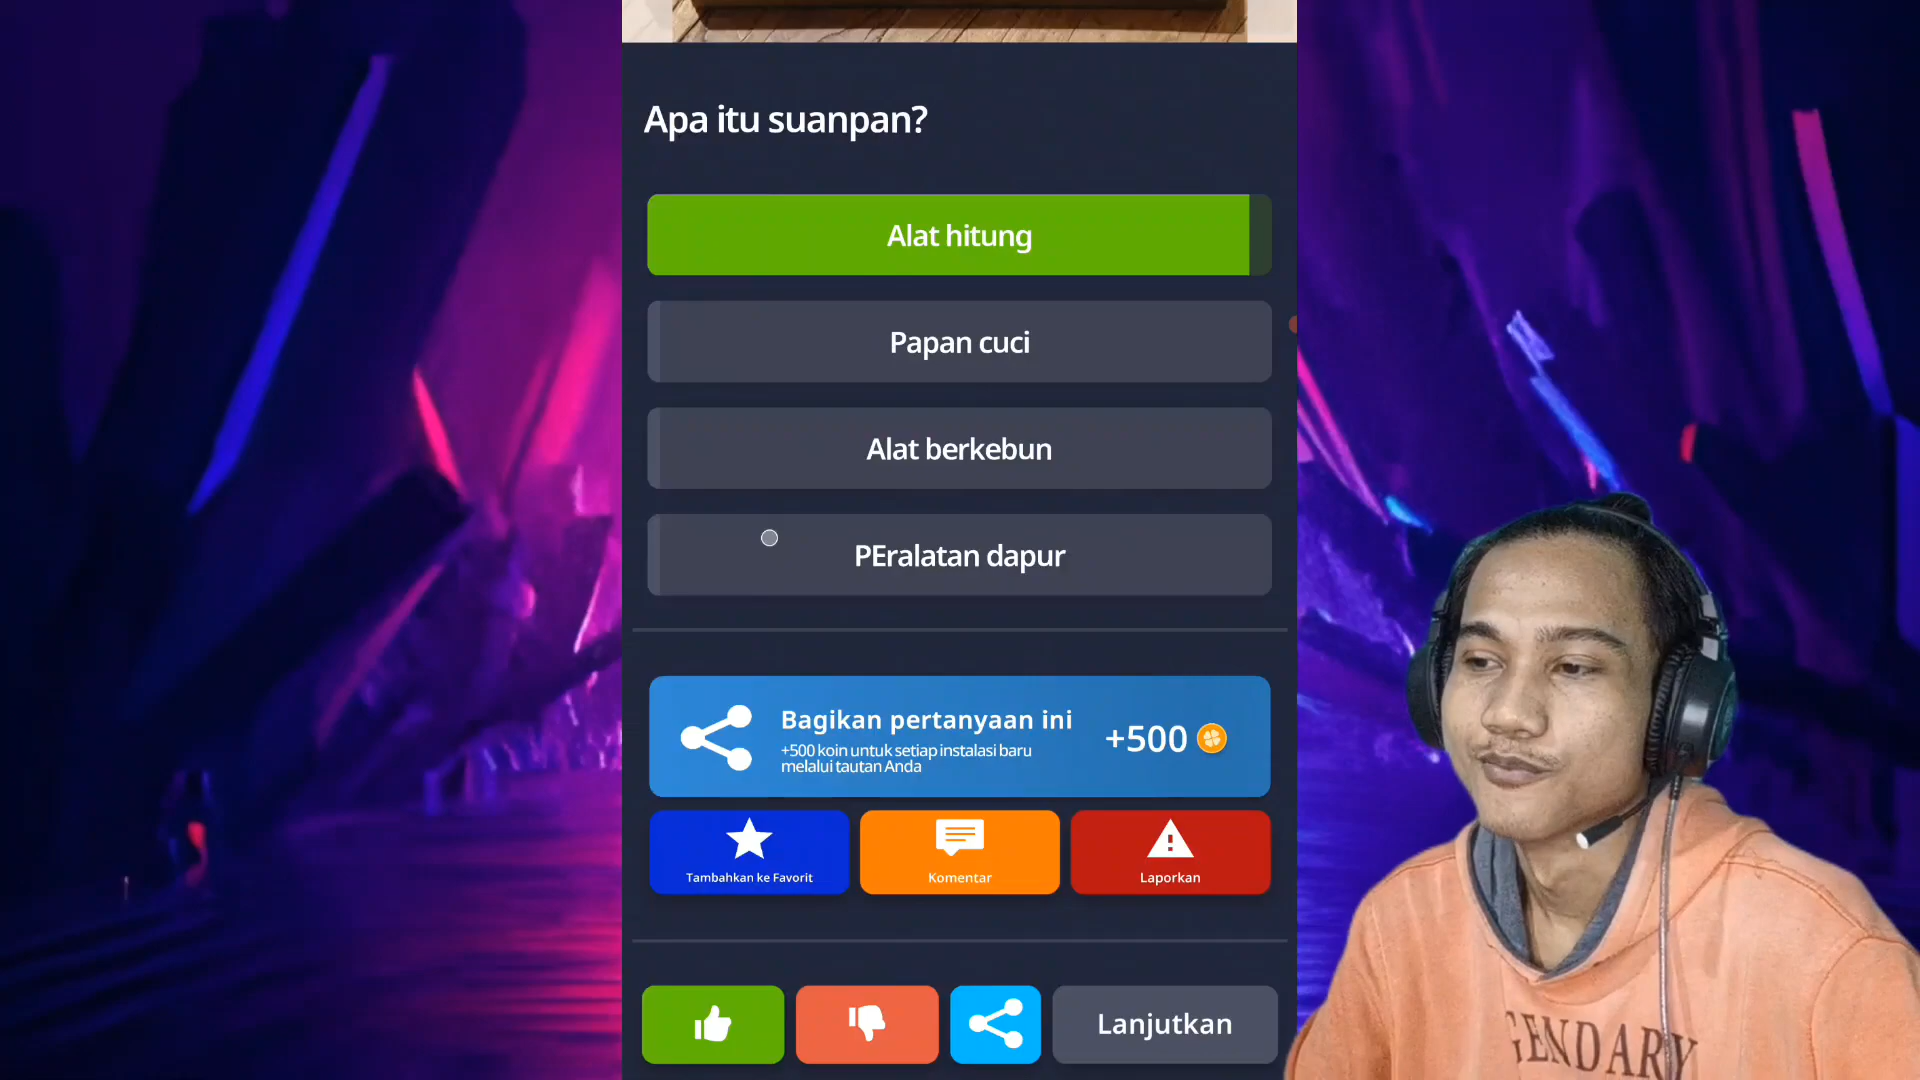 Apa itu suanpan?
Alat hitung
Papan cuci
Alat berkebun
PEralatan dapur
Bagikan pertanyaan ini
+500 koin untuk setiap instalasi baru
melalui tautan Anda
+500
Tambahkan ke Favorit
Komentar
Laporkan
Lanjutkan
GENDARY